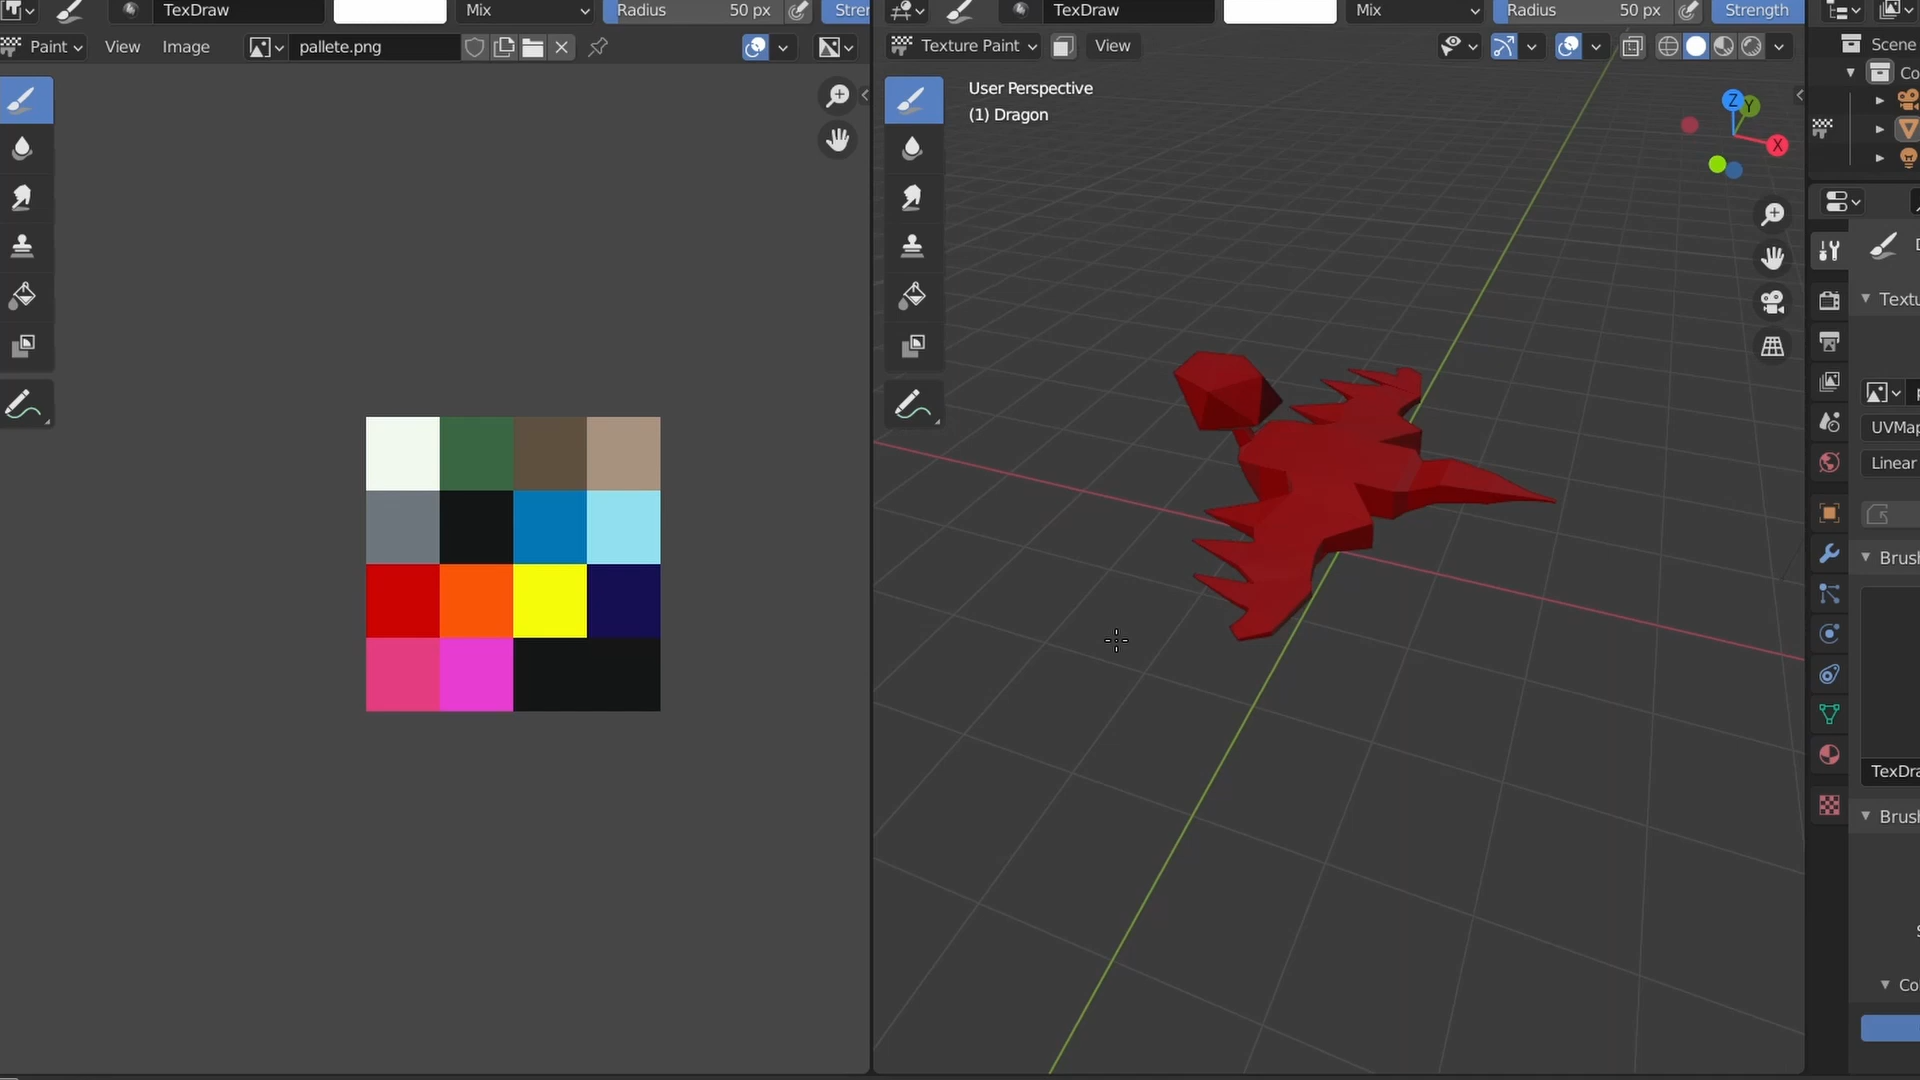 TexDraw Mix Radius 50 px
TexDraw Mix Radius 50 px Strength
Paint View Image pallete.png
Texture Paint View
Scene
User Perspective
(1) Dragon
Z Y
X
UVMap
Linear